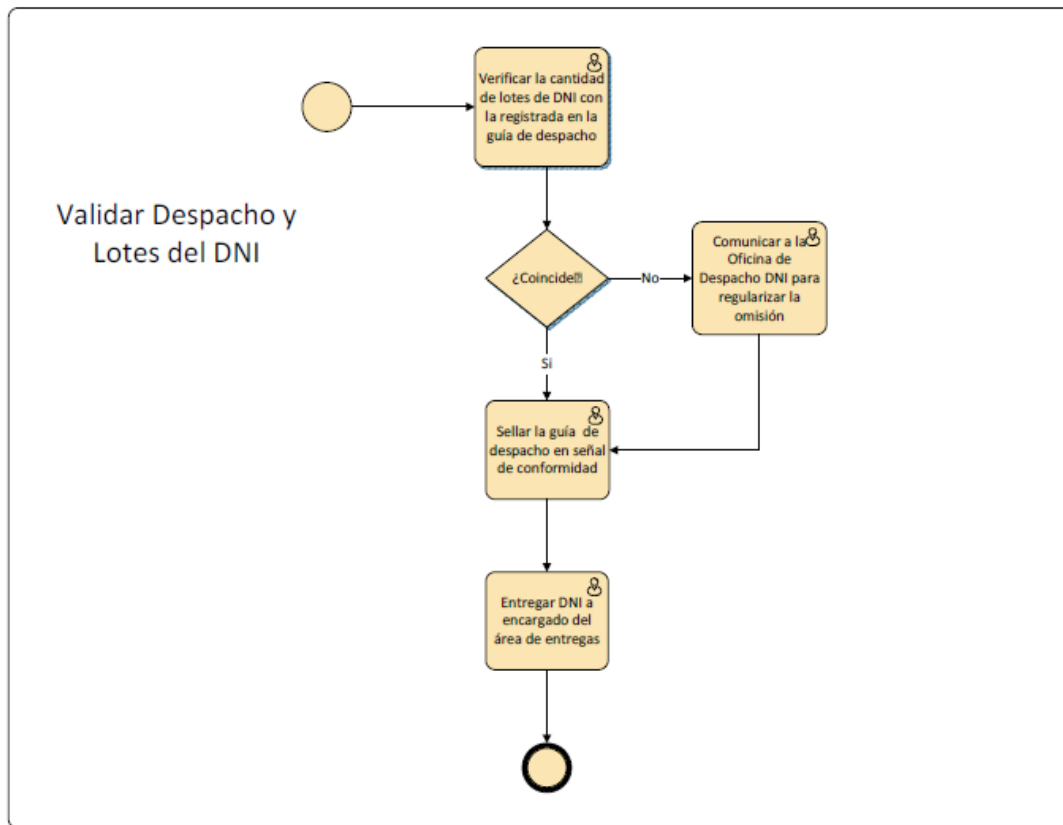 Verificar la cantidad
de lotes de DNI con
la registrada en la
guía de despacho
Validar Despacho y
Lotes del DNI
¿Coincide
No
Comunicar a la
Oficina de
Despacho DNI para
regularizar la
omisión
Si
Sellar la guía de
despacho en señal
de conformidad
Entregar DNI a
encargado del
área de entregas